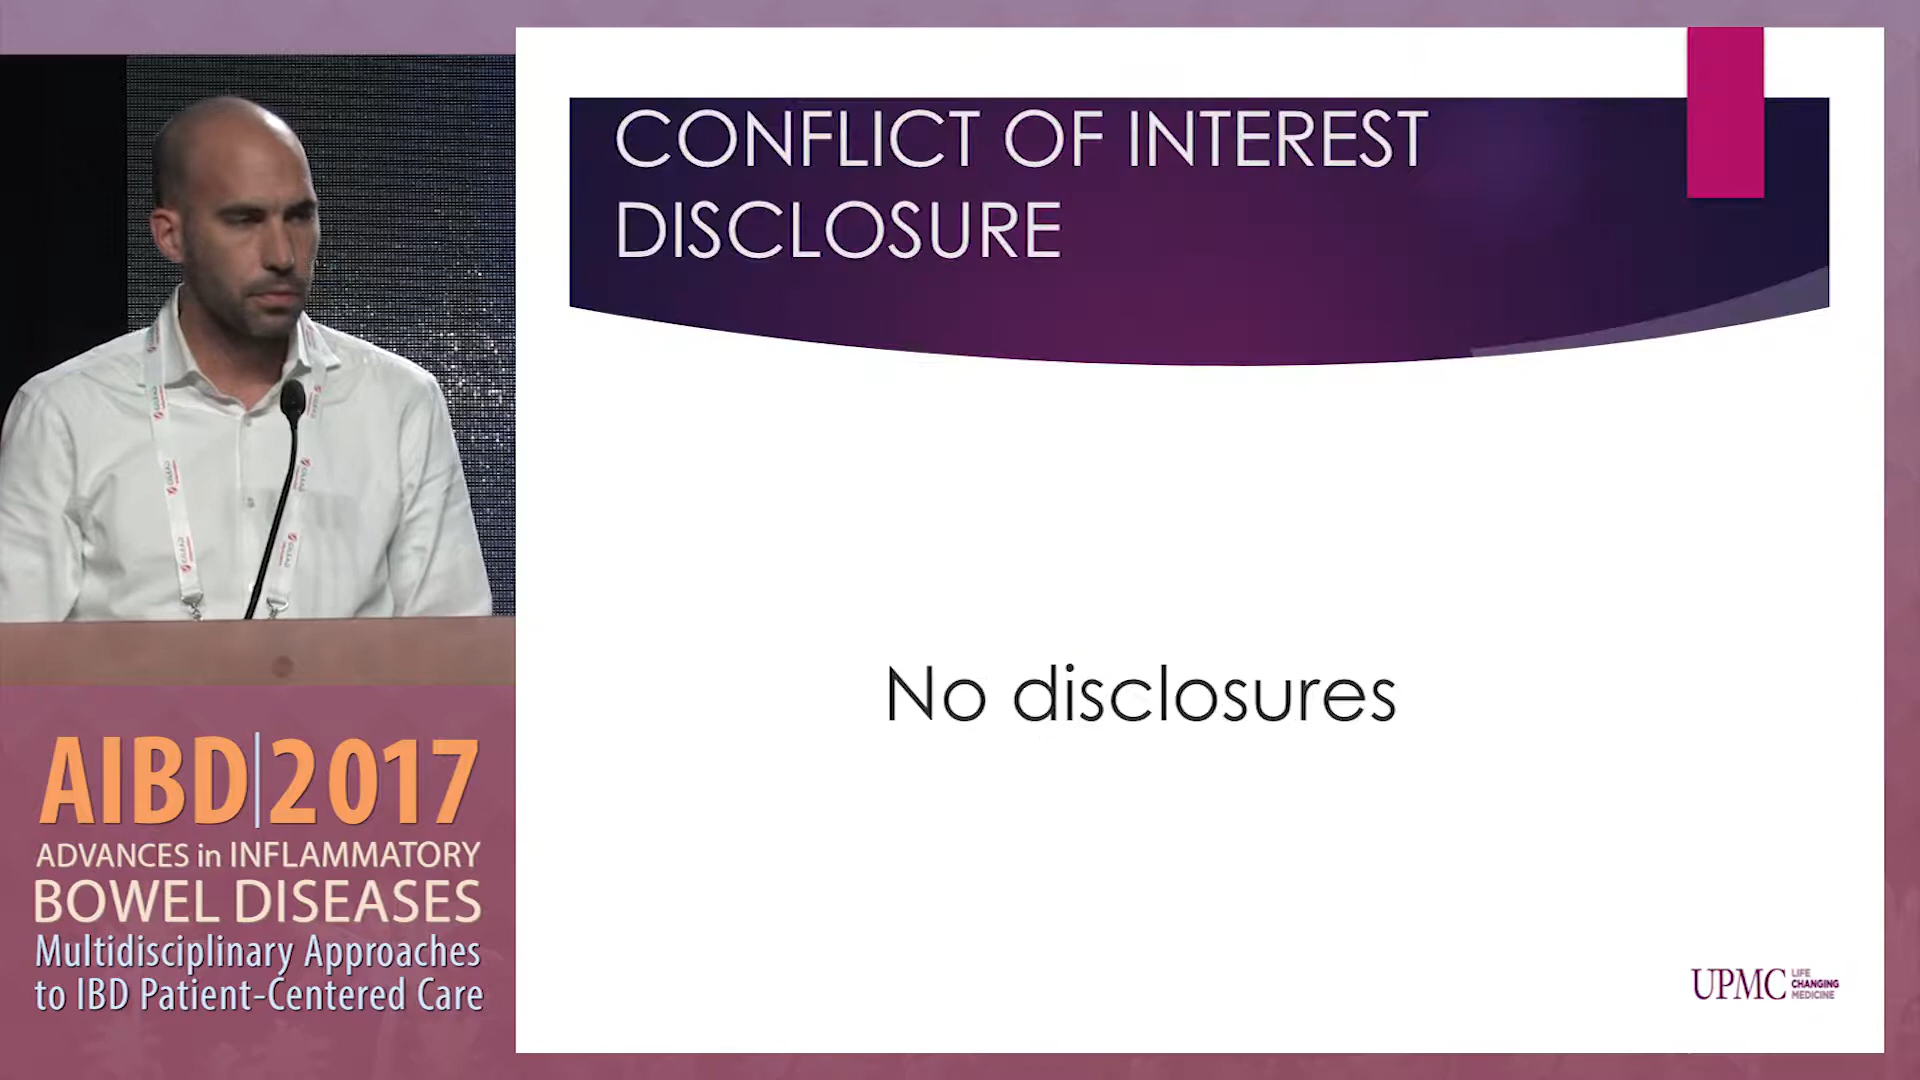 CONFLICT OF INTEREST
DISCLOSURE
No disclosures
UPMC
LIFE
CHANGING
MEDICINE
AIBD|2017
ADVANCES in INFLAMMATORY
BOWEL DISEASES
Multidisciplinary Approaches
to IBD Patient-Centered Care
GILEAD